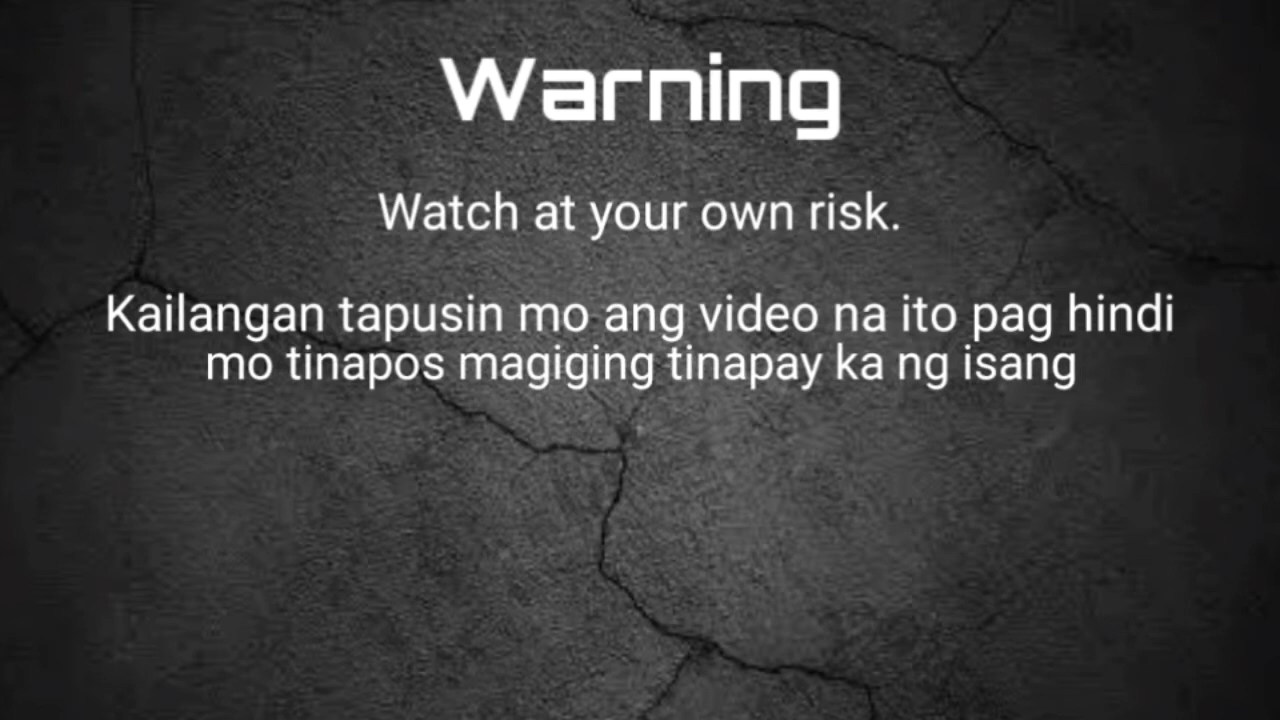 Warning
Watch at your own risk.
Kailangan tapusin mo ang video na ito pag hindi
mo tinapos magiging tinapay ka ng isang